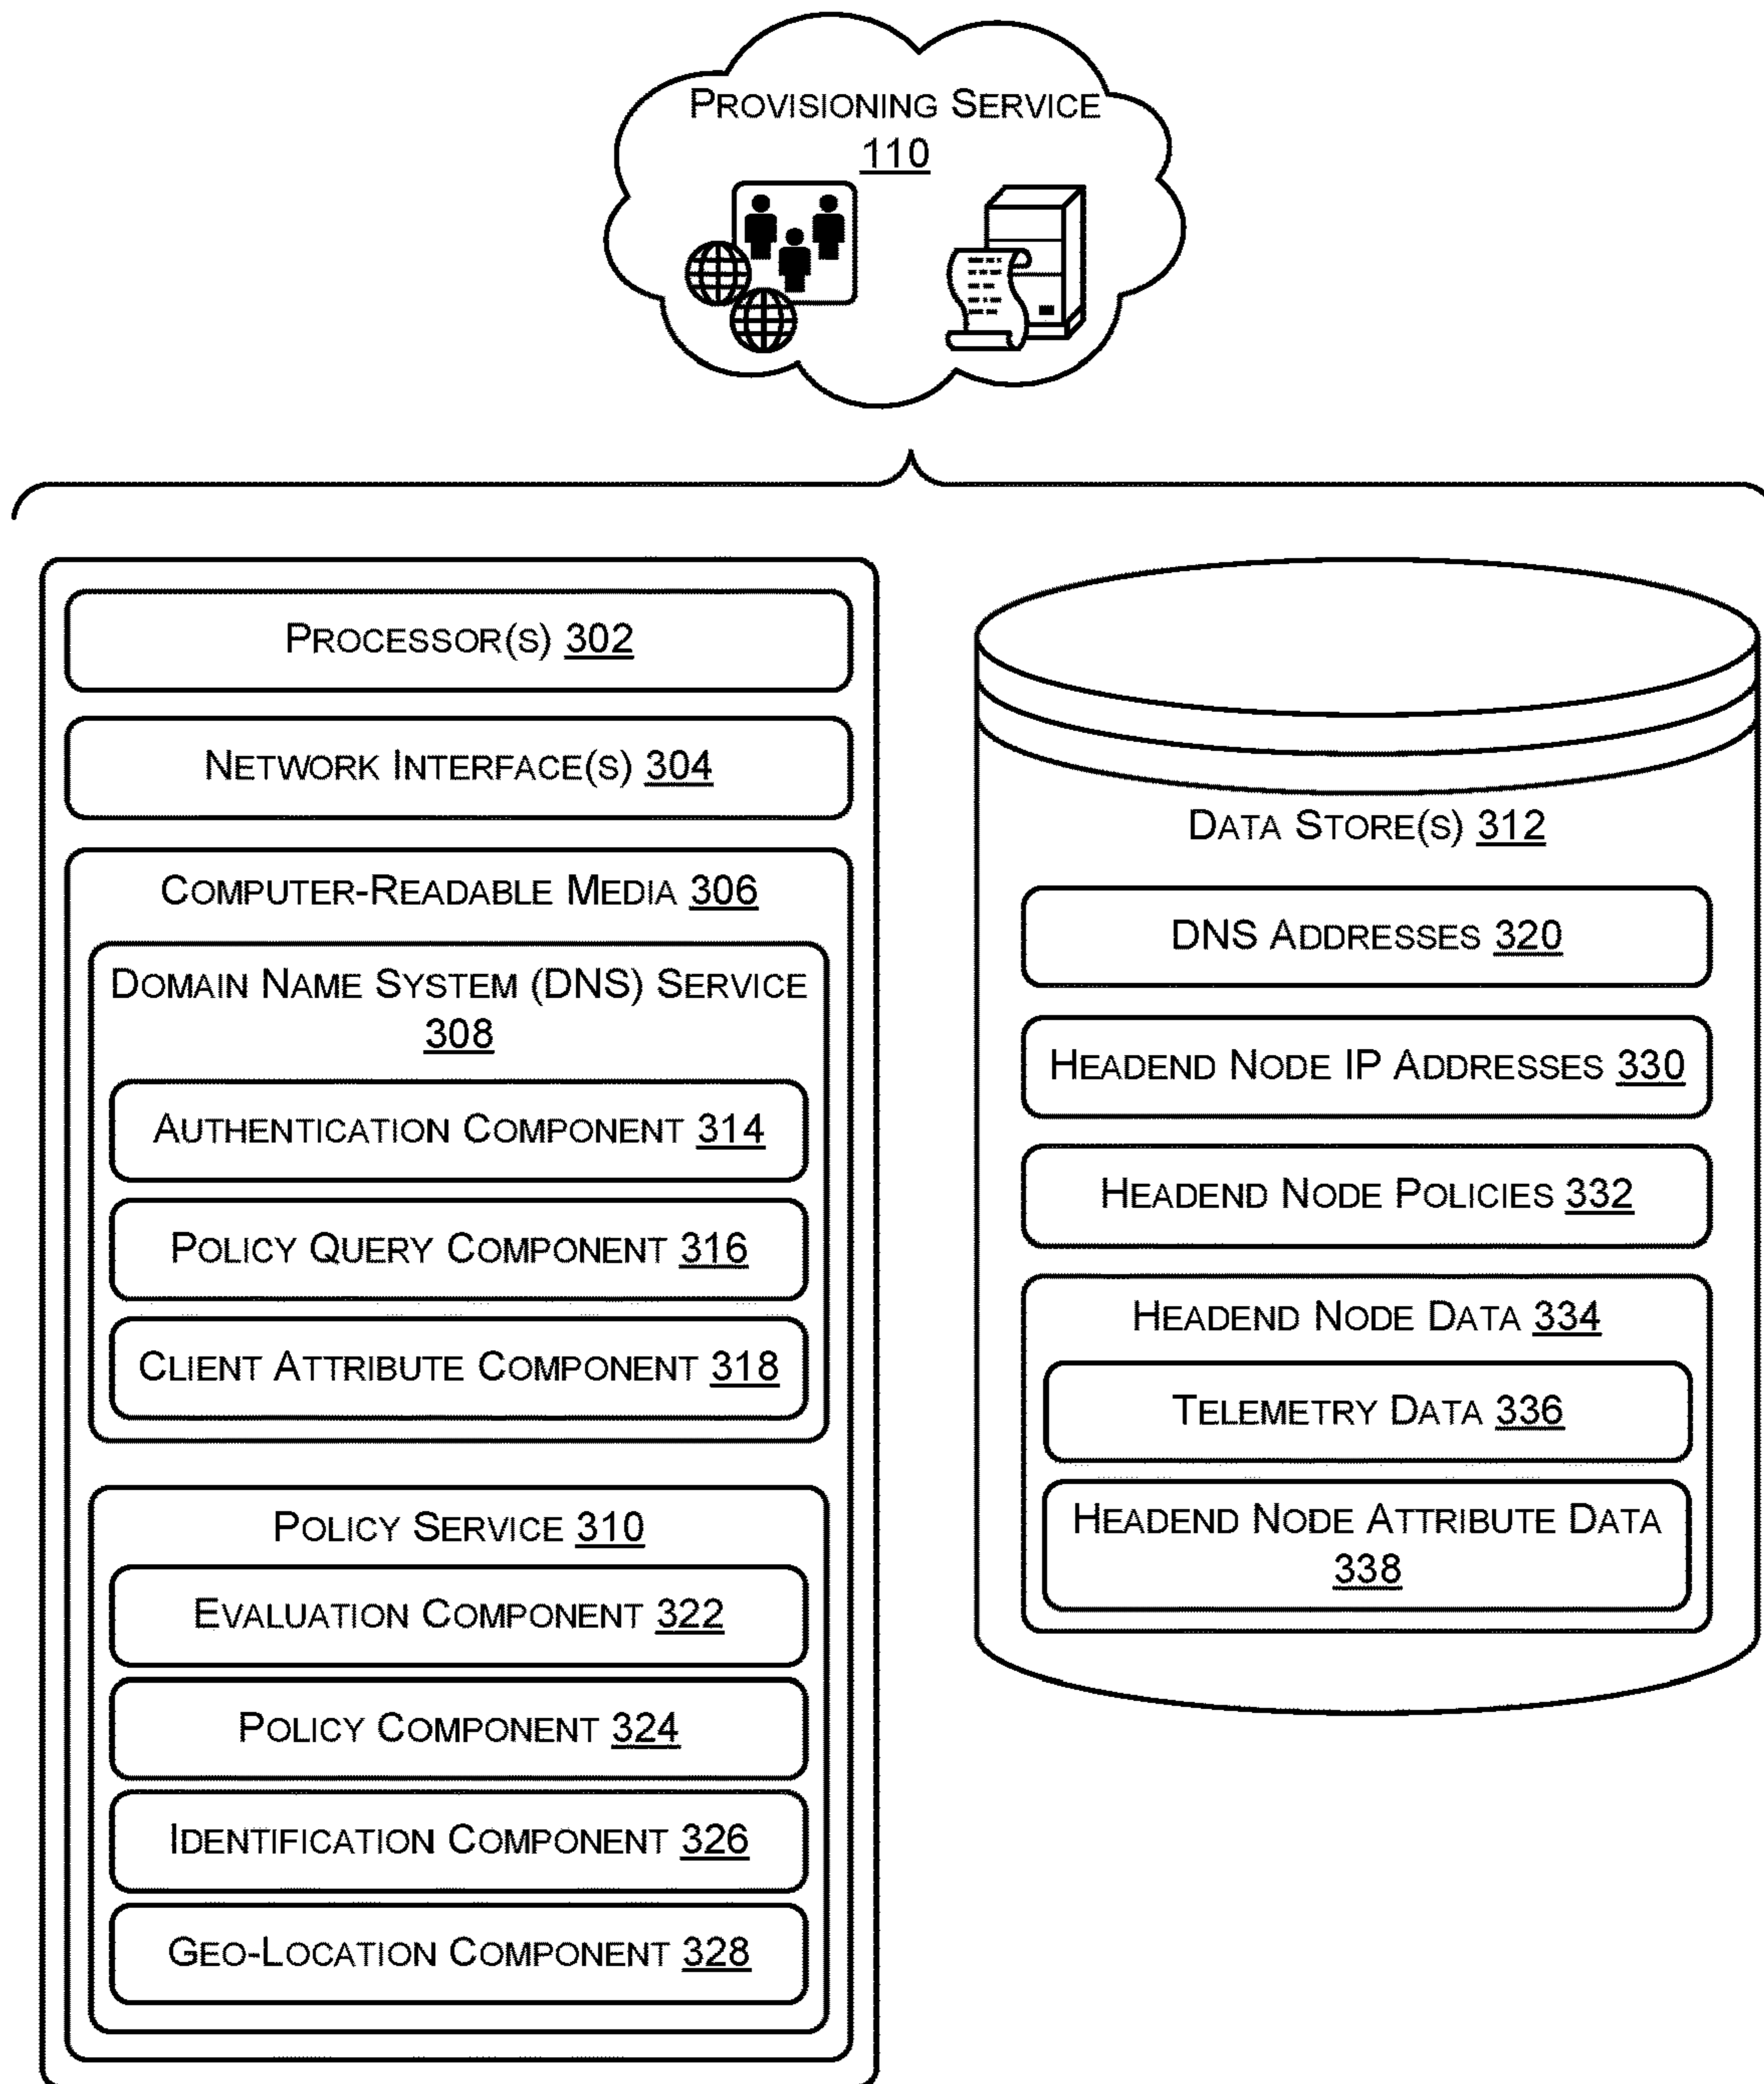 PROVISIONING SERVICE
110
PROCESSOR(S) 302
NETWORK INTERFACE(S) 304
COMPUTER-READABLE MEDIA 306
DOMAIN NAME SYSTEM (DNS) SERVICE
308
AUTHENTICATION COMPONENT 314
POLICY QUERY COMPONENT 316
CLIENT ATTRIBUTE COMPONENT 318
POLICY SERVICE 310
EVALUATION COMPONENT 322
POLICY COMPONENT 324
IDENTIFICATION COMPONENT 326
GEO-LOCATION COMPONENT 328
DATA STORE(S) 312
DNS ADDRESSES 320
HEADEND NODE IP ADDRESSES 330
HEADEND NODE POLICIES 332
HEADEND NODE DATA 334
TELEMETRY DATA 336
HEADEND NODE ATTRIBUTE DATA
338